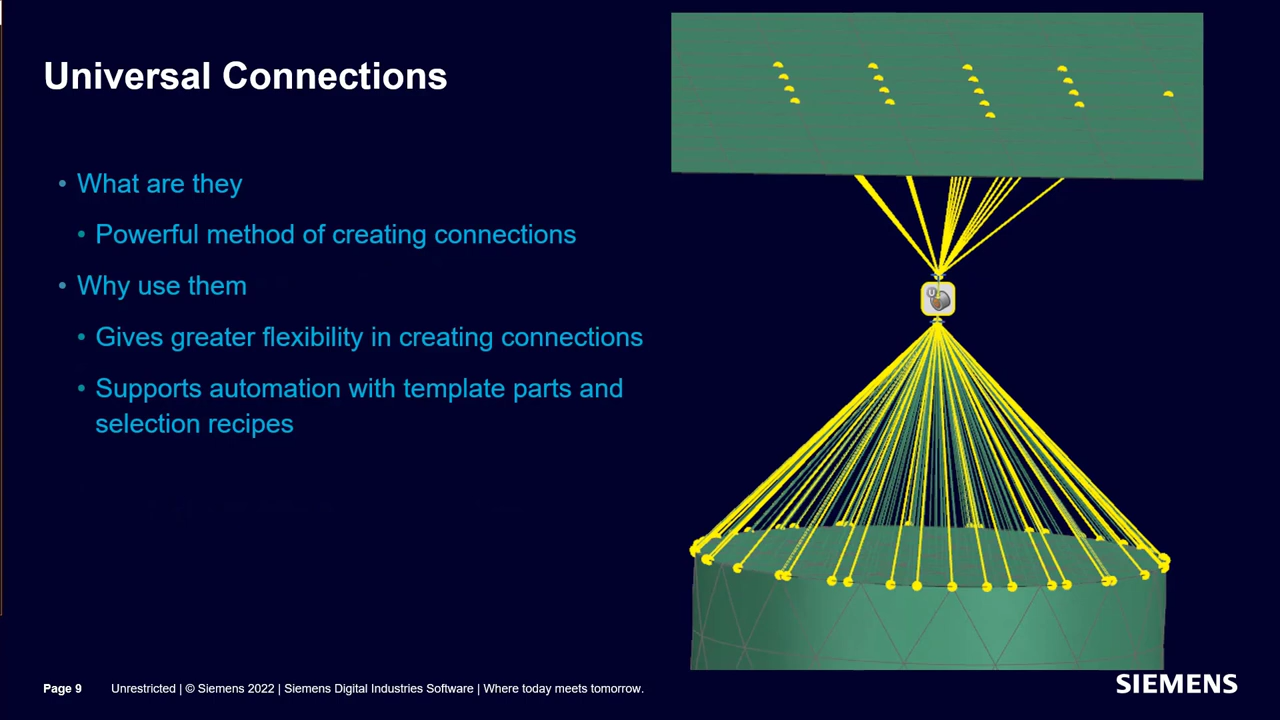 Universal Connections
• What are they
• Powerful method of creating connections
• Why use them
• Gives greater flexibility in creating connections
• Supports automation with template parts and
selection recipes
Page 9 Unrestricted | © Siemens 2022 | Siemens Digital Industries Software | Where today meets tomorrow.
SIEMENS